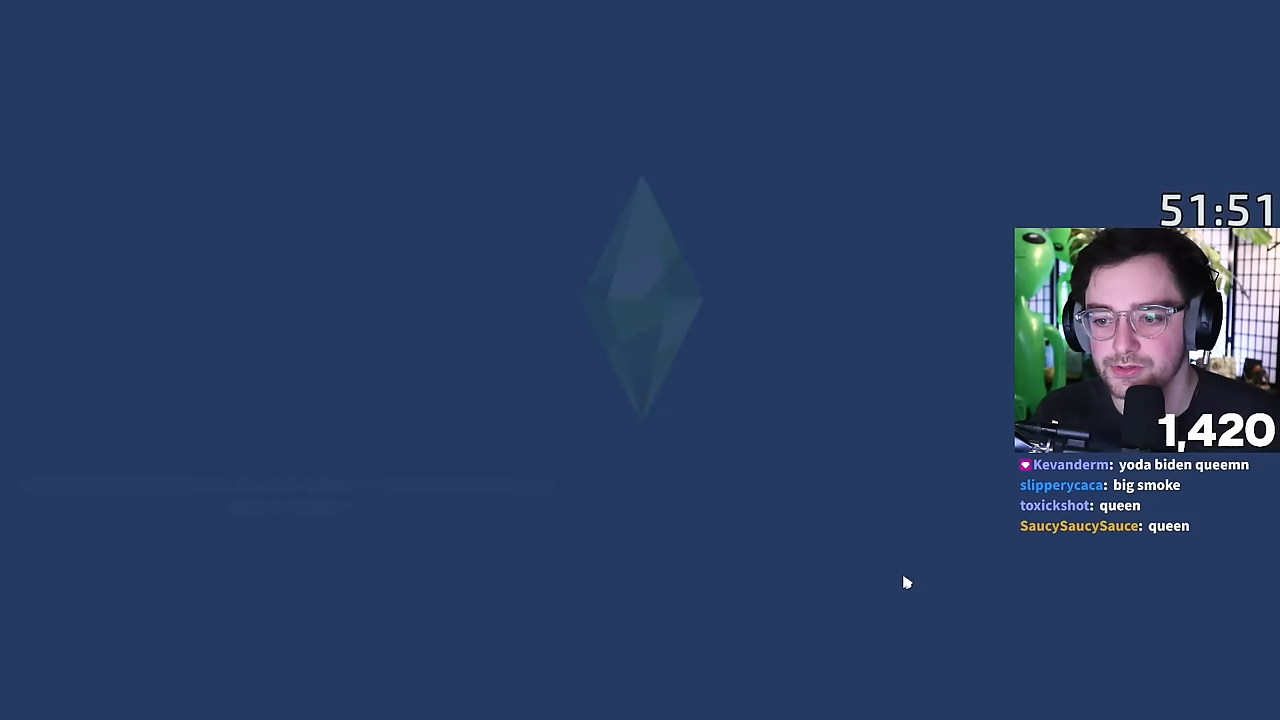 51:51
1,420
Kevanderm: yoda biden queemn
slipperycaca: big smoke
toxickshot: queen
SaucySaucySauce: queen